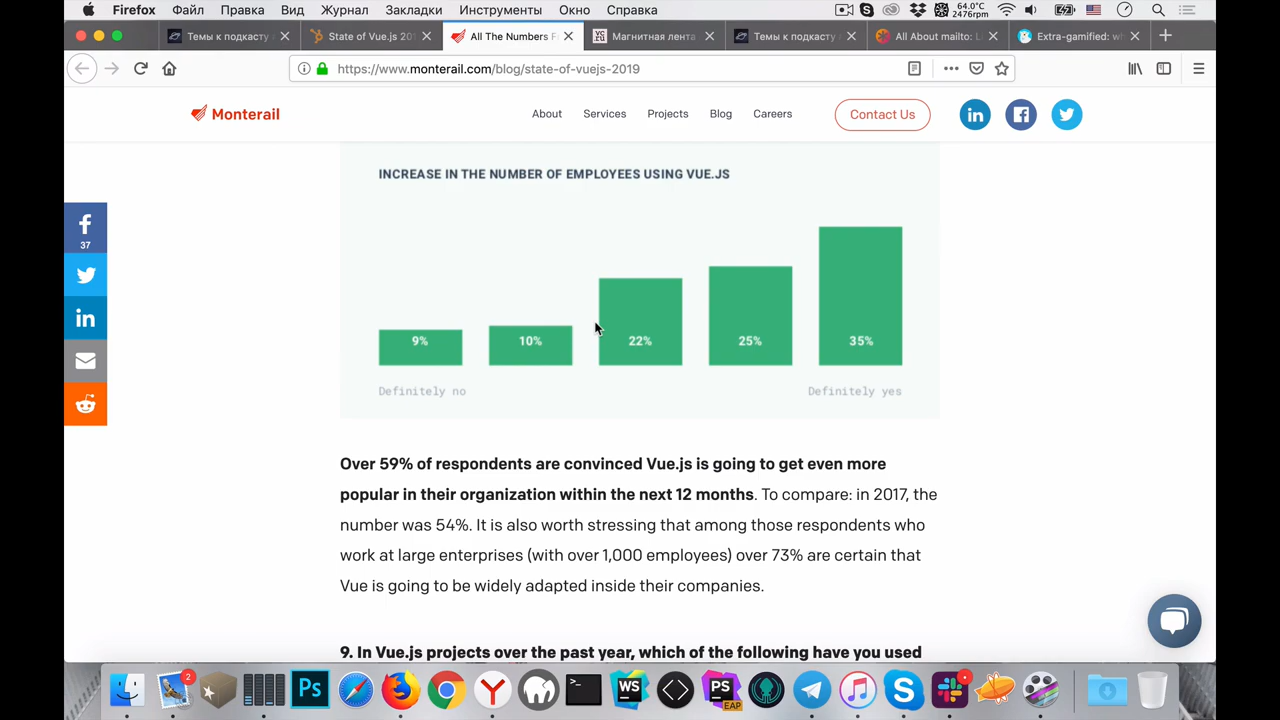 Firefox Файл Правка Вид Журнал Закладки Инструменты Окно Справка
64.0°C
2476rpm
Темы к подкасту
State of Vue.js 201
All The Numbers F
YO
NG
Магнитная лента
Темы к подкасту
All About mailto: L
Extra-gamified: wh
https://www.monterail.com/blog/state-of-vuejs-2019
Monterail
About Services Projects Blog Careers Contact Us
37
INCREASE IN THE NUMBER OF EMPLOYEES USING VUE.JS
9% 10% 22% 25% 35%
Definitely no Definitely yes
Over 59% of respondents are convinced Vue.js is going to get even more
popular in their organization within the next 12 months. To compare: in 2017, the
number was 54%. It is also worth stressing that among those respondents who
work at large enterprises (with over 1,000 employees) over 73% are certain that
Vue is going to be widely adapted inside their companies.
9. In Vue.js projects over the past year, which of the following have you used
2
Ps
WS
PS
EAP